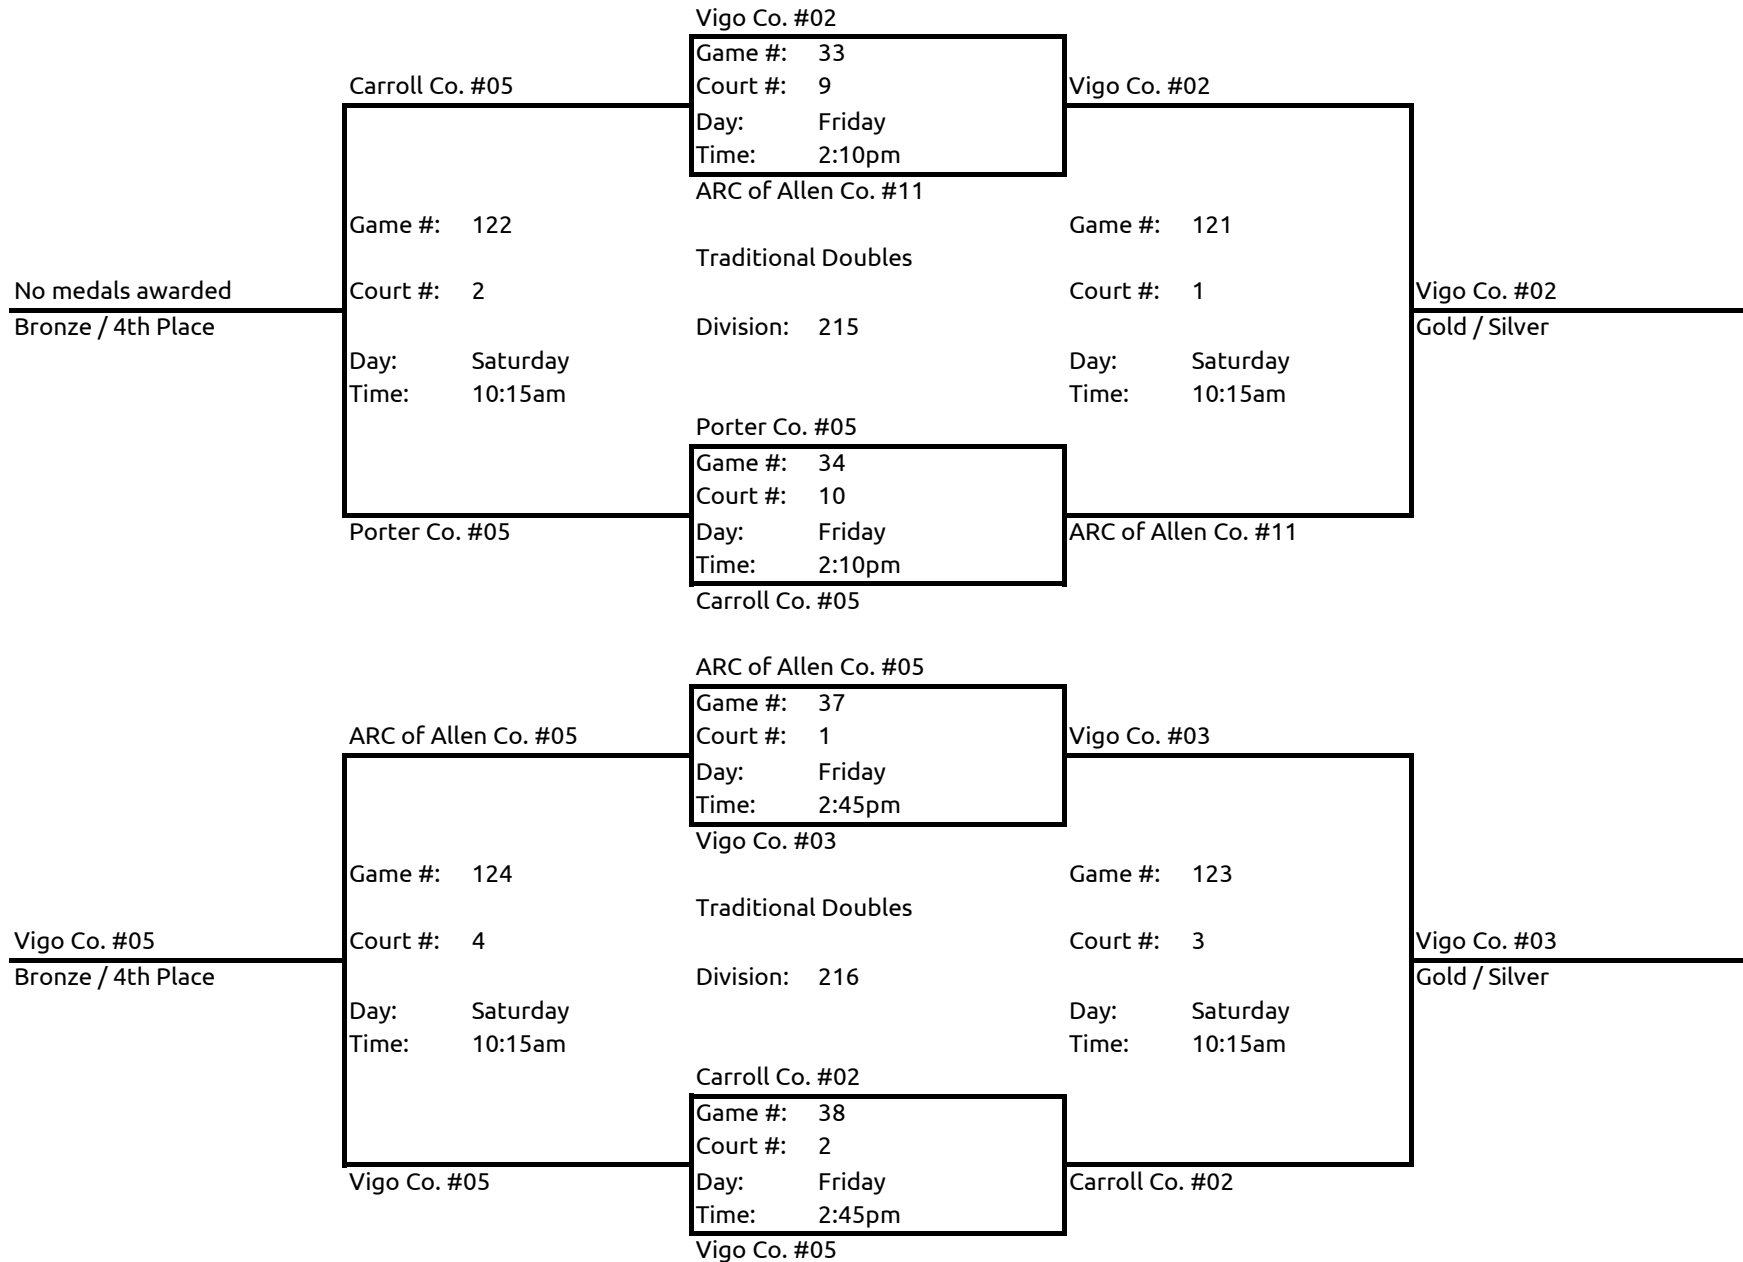 Vigo Co. #02
Game #: 33
Carroll Co. #05 Court #: 9 Vigo Co. #02
Day: Friday
Time: 2:10pm
ARC of Allen Co. #11
Game #: 122 Game #: 121
Traditional Doubles
No medals awarded Court #: 2 Court #: 1 Vigo Co. #02
Bronze / 4th Place Division: 215 Gold / Silver
Day: Saturday Day: Saturday
Time: 10:15am Time: 10:15am
Porter Co. #05
Game #: 34
Court #: 10
Porter Co. #05 Day: Friday ARC of Allen Co. #11
Time: 2:10pm
Carroll Co. #05
ARC of Allen Co. #05
Game #: 37
ARC of Allen Co. #05 Court #: 1 Vigo Co. #03
Day: Friday
Time: 2:45pm
Vigo Co. #03
Game #: 124 Game #: 123
Traditional Doubles
Vigo Co. #05 Court #: 4 Court #: 3 Vigo Co. #03
Bronze / 4th Place Division: 216 Gold / Silver
Day: Saturday Day: Saturday
Time: 10:15am Time: 10:15am
Carroll Co. #02
Game #: 38
Court #: 2
Vigo Co. #05 Day: Friday Carroll Co. #02
Time: 2:45pm
Vigo Co. #05